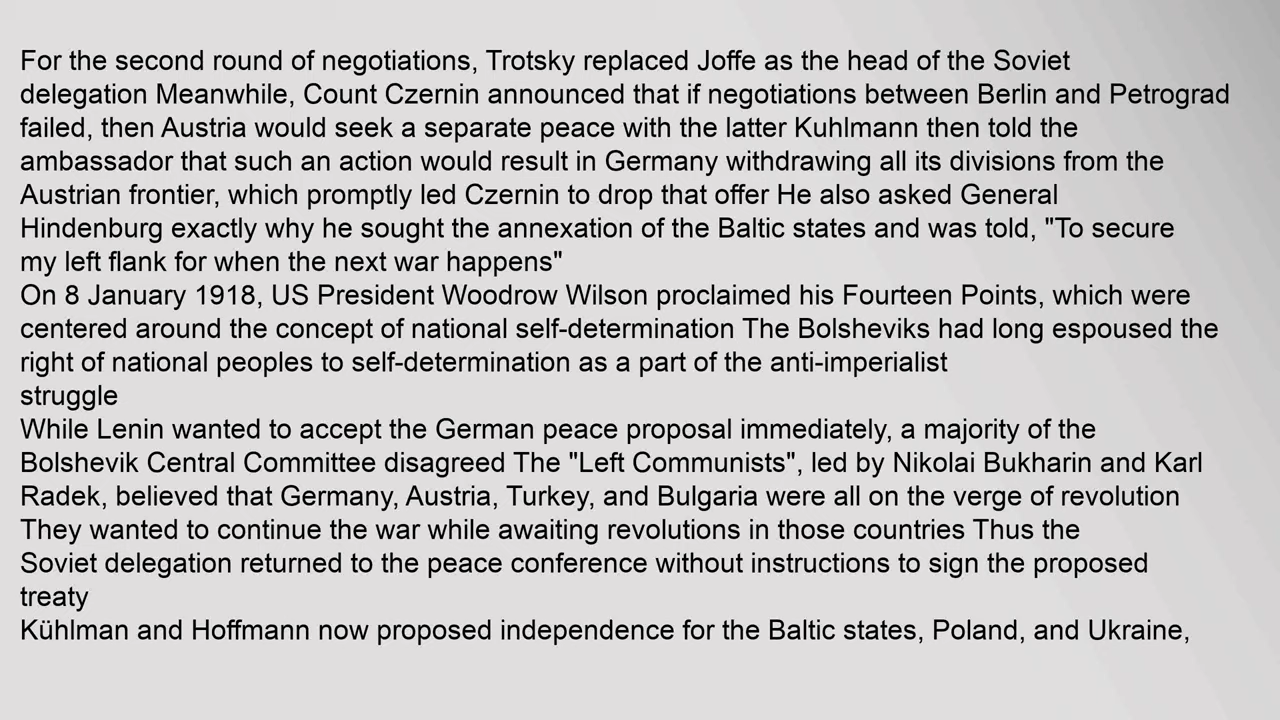 For the second round of negotiations, Trotsky replaced Joffe as the head of the Soviet
delegation Meanwhile, Count Czernin announced that if negotiations between Berlin and Petrograd
failed, then Austria would seek a separate peace with the latter Kuhlmann then told the
ambassador that such an action would result in Germany withdrawing all its divisions from the
Austrian frontier, which promptly led Czernin to drop that offer He also asked General
Hindenburg exactly why he sought the annexation of the Baltic states and was told, "To secure
my left flank for when the next war happens"
On 8 January 1918, US President Woodrow Wilson proclaimed his Fourteen Points, which were
centered around the concept of national self-determination The Bolsheviks had long espoused the
right of national peoples to self-determination as a part of the anti-imperialist
struggle
While Lenin wanted to accept the German peace proposal immediately, a majority of the
Bolshevik Central Committee disagreed The "Left Communists", led by Nikolai Bukharin and Karl
Radek, believed that Germany, Austria, Turkey, and Bulgaria were all on the verge of revolution
They wanted to continue the war while awaiting revolutions in those countries Thus the
Soviet delegation returned to the peace conference without instructions to sign the proposed
treaty
Kühlman and Hoffmann now proposed independence for the Baltic states, Poland, and Ukraine,